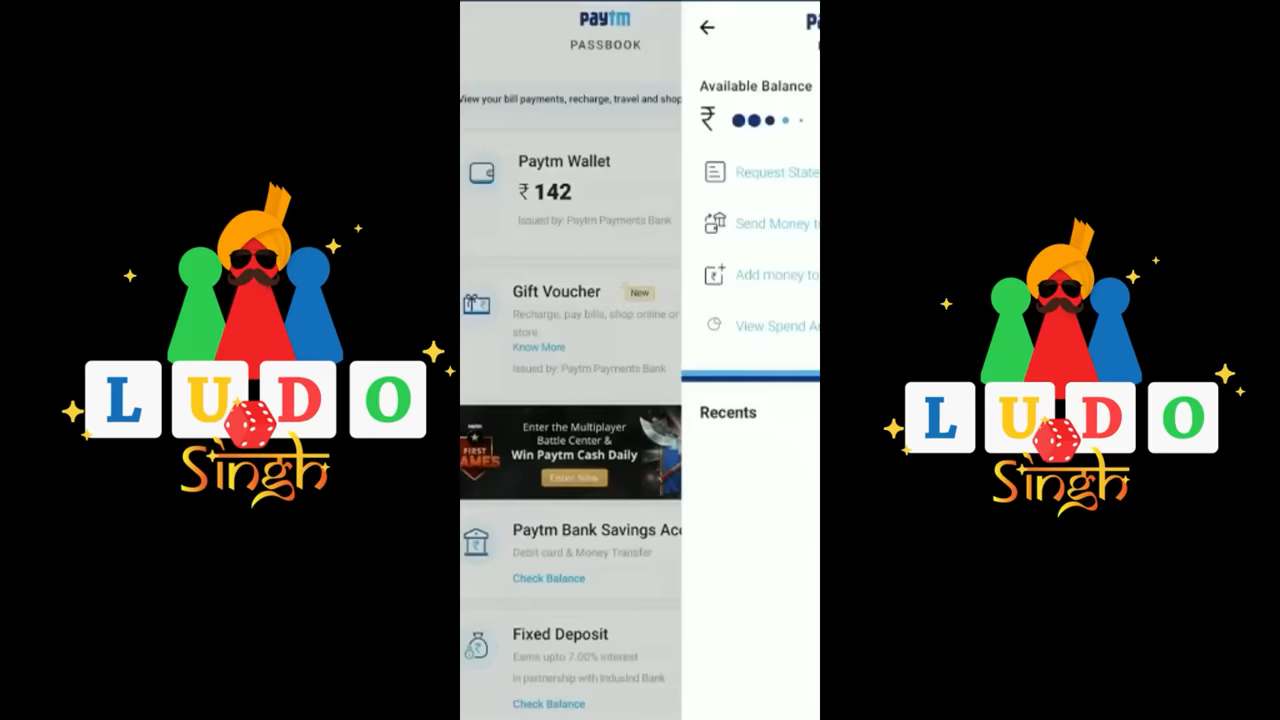 LUDO
Singh
paytm
PASSBOOK
View your bill payments, recharge, travel and shop
Paytm Wallet
₹ 142
Issued by: Paytm Payments Bank
Gift Voucher
New
Recharge, pay bills, shop online or
store
Know More
Issued by: Paytm Payments Bank
FIRST
GAMES
Enter the Multiplayer
Battle Center &
Win Paytm Cash Daily
Enter Now
Paytm Bank Savings Acc
Debit card & Money Transfer
Check Balance
Fixed Deposit
Earns upto 7.00% interest
in partnership with IndusInd Bank
Check Balance
Available Balance
₹
Request State
Send Money to
Add money to
View Spend A
Recents
LUDO
Singh